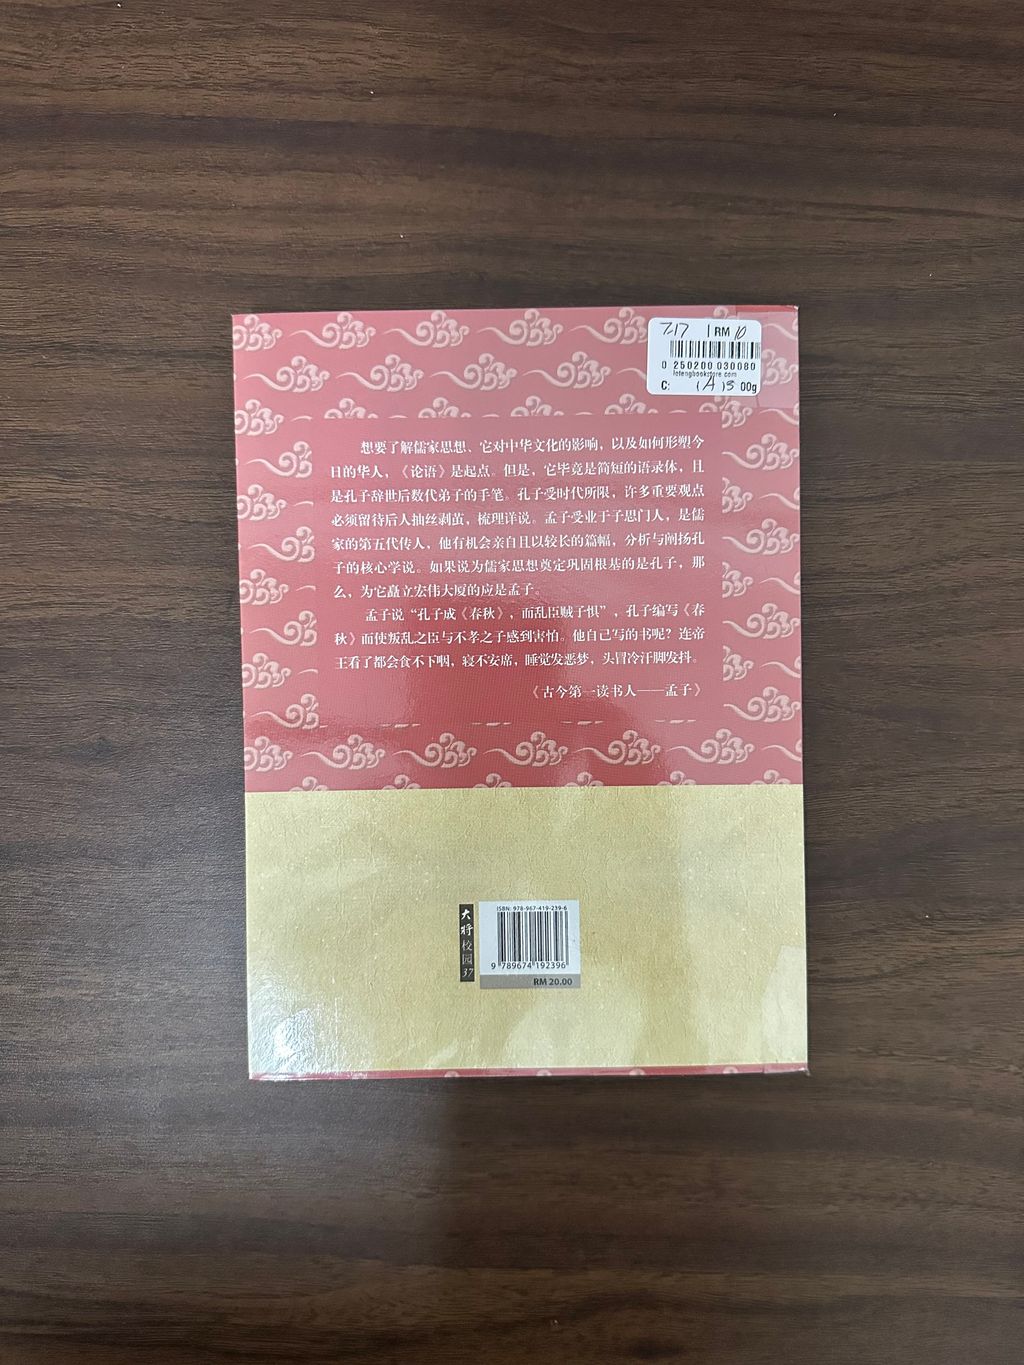 7.17 1 RM 10
0 250200 030080
lotengbookstore.com
C: (A)3 00g
想要了解儒家思想、它对中华文化的影响，以及如何形塑今
日的华人，《论语》是起点。但是，它毕竟是简短的语录体，且
是孔子辞世后数代弟子的手笔。孔子受时代所限，许多重要观点
必须留待后人抽丝剥茧，梳理详说。孟子受业于子思门人，是儒
家的第五代传人，他有机会亲自且以较长的篇幅，分析与阐扬孔
子的核心学说。如果说为儒家思想奠定巩固根基的是孔子，那
么，为它矗立宏伟大厦的应是孟子。
孟子说“孔子成《春秋》，而乱臣贼子惧”，孔子编写《春
秋》而使叛乱之臣与不孝之子感到害怕。他自己写的书呢？连帝
王看了都会食不下咽，寝不安席，睡觉发恶梦，头冒冷汗脚发抖。
《古今第一读书人——孟子》
大将校园37
ISBN: 978-967-419-239-6
9 789674 192396
RM 20.00